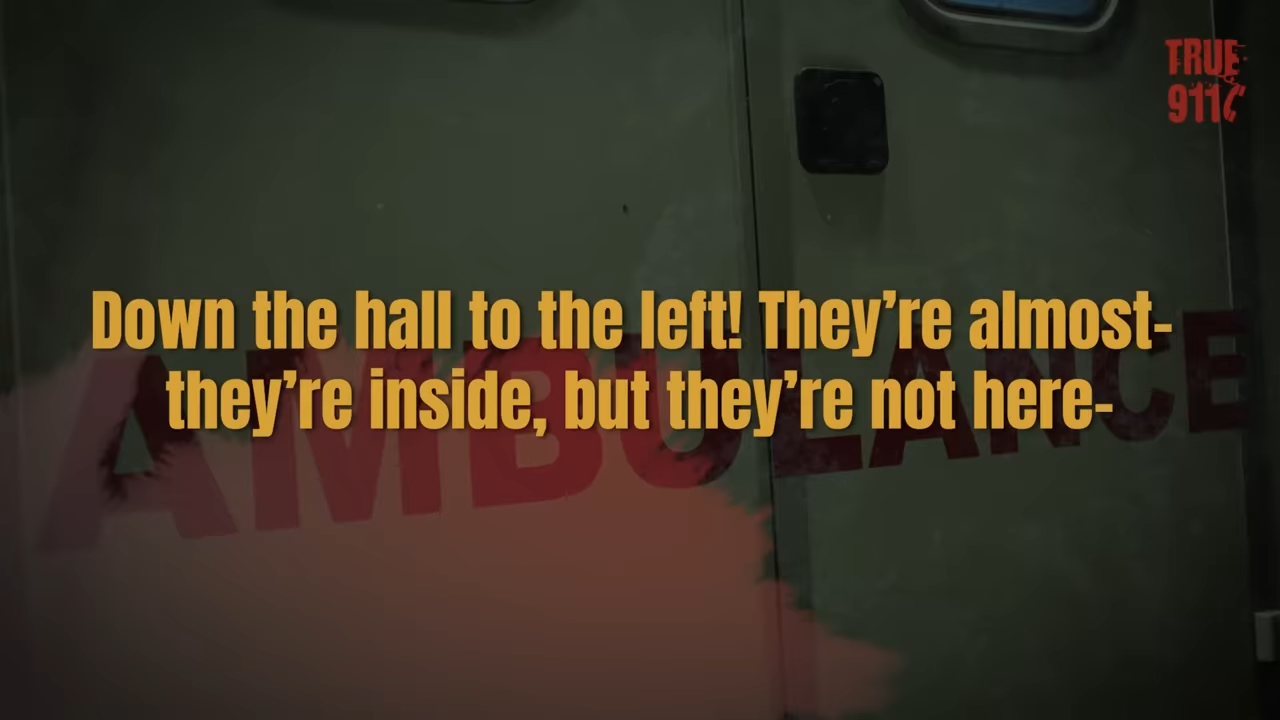 TRUE
911
Down the hall to the left! They’re almost-
they’re inside, but they’re not here-
AMBULANCE